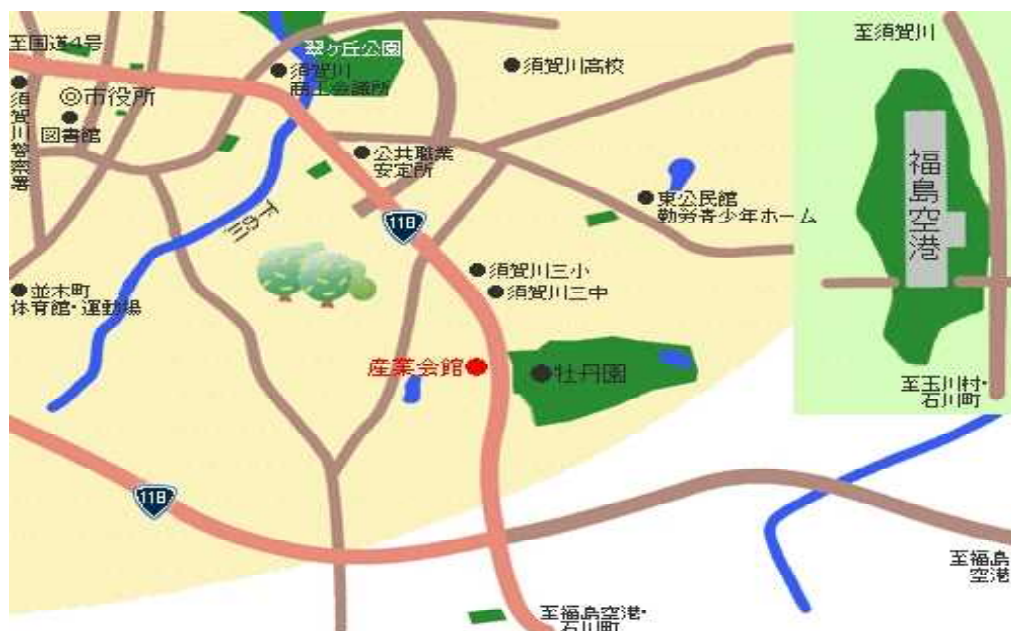 至国道4号
翠ヶ丘公園
須賀川
商工会議所
須賀川高校
至須賀川
須賀川警察署
◎市役所
図書館
公共職業
安定所
東公民館
勤労青少年ホーム
福島空港
下の川
118
須賀川三小
須賀川三中
並木町
体育館・運動場
産業会館
牡丹園
至玉川村・
石川町
118
至福島
空港
至福島空港・
石川町